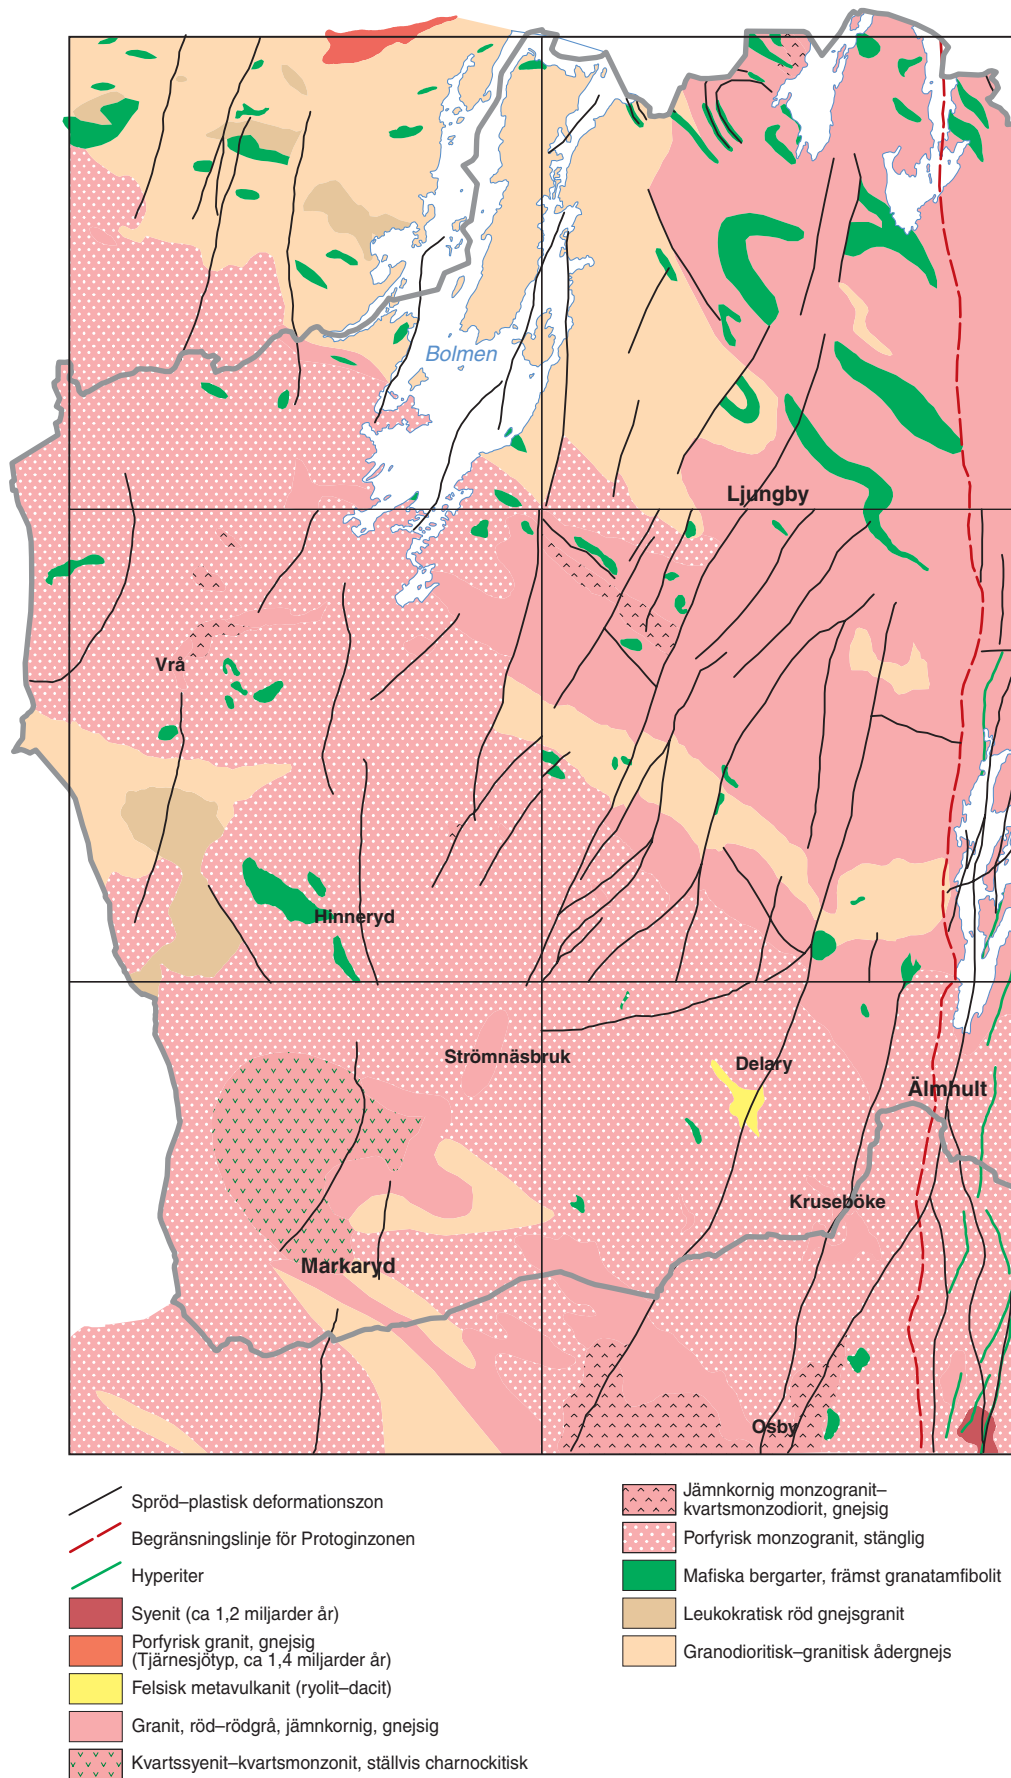 Bolmen
Ljungby
Vrå
Hinneryd
Strömnäsbruk
Delary
Älmhult
Kruseböke
Markaryd
Osby
Spröd–plastisk deformationszon
Begränsningslinje för Protoginzonen
Hyperiter
Syenit (ca 1,2 miljarder år)
Porfyrisk granit, gnejsig
(Tjärnesjötyp, ca 1,4 miljarder år)
Felsisk metavulkanit (ryolit–dacit)
Granit, röd–rödgrå, jämnkornig, gnejsig
Kvartssyenit–kvartsmonzonit, ställvis charnockitisk
Jämnkornig monzogranit–
kvartsmonzodiorit, gnejsig
Porfyrisk monzogranit, stänglig
Mafiska bergarter, främst granatamfibolit
Leukokratisk röd gnejsgranit
Granodioritisk–granitisk ådergnejs